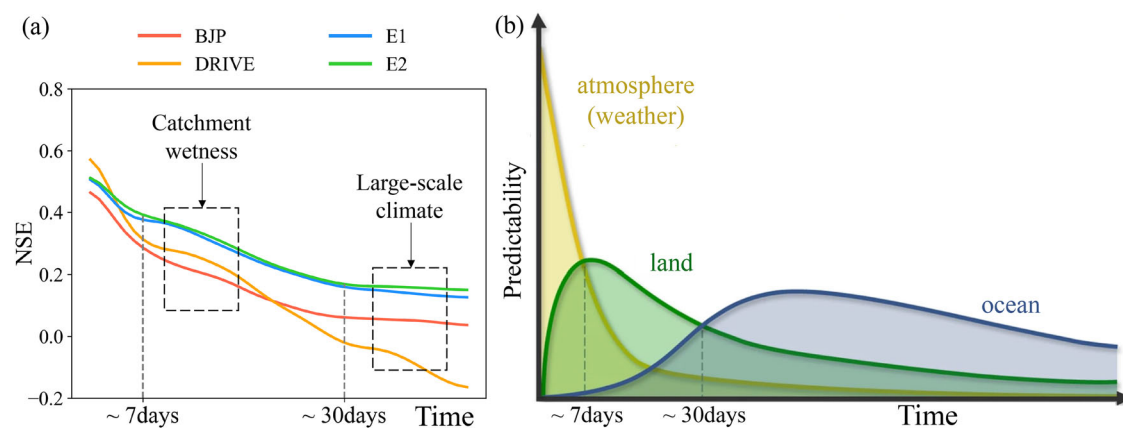 (a)
BJP
E1
DRIVE
E2
0.8
0.6
0.4
0.2
0.0
−0.2
NSE
Catchment
wetness
Large-scale
climate
~ 7days
~ 30days
Time
(b)
Predictability
atmosphere
(weather)
land
ocean
~ 7days
~ 30days
Time